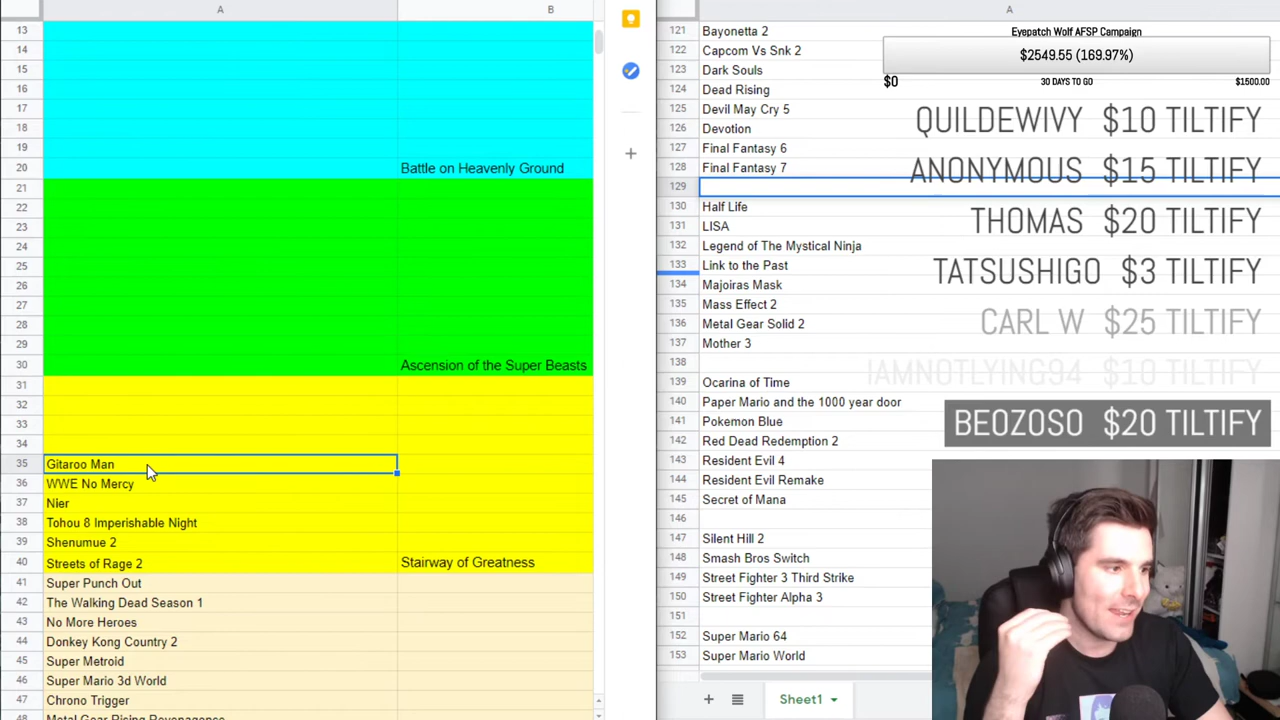 A
B
13
14
15
16
17
18
19
20 Battle on Heavenly Ground
21
22
23
24
25
26
27
28
29
30 Ascension of the Super Beasts
31
32
33
34
35 Gitaroo Man
36 WWE No Mercy
37 Nier
38 Tohou 8 Imperishable Night
39 Shenumue 2
40 Streets of Rage 2 Stairway of Greatness
41 Super Punch Out
42 The Walking Dead Season 1
43 No More Heroes
44 Donkey Kong Country 2
45 Super Metroid
46 Super Mario 3d World
47 Chrono Trigger
48 Metal Gear Rising Revengeance
A
121 Bayonetta 2
122 Capcom Vs Snk 2
123 Dark Souls
124 Dead Rising
125 Devil May Cry 5
126 Devotion
127 Final Fantasy 6
128 Final Fantasy 7
129
130 Half Life
131 LISA
132 Legend of The Mystical Ninja
133 Link to the Past
134 Majoiras Mask
135 Mass Effect 2
136 Metal Gear Solid 2
137 Mother 3
138
139 Ocarina of Time
140 Paper Mario and the 1000 year door
141 Pokemon Blue
142 Red Dead Redemption 2
143 Resident Evil 4
144 Resident Evil Remake
145 Secret of Mana
146
147 Silent Hill 2
148 Smash Bros Switch
149 Street Fighter 3 Third Strike
150 Street Fighter Alpha 3
151
152 Super Mario 64
153 Super Mario World
Sheet1
Eyepatch Wolf AFSP Campaign
$2549.55 (169.97%)
$0 30 DAYS TO GO $1500.00
QUILDEWIVY $10 TILTIFY
ANONYMOUS $15 TILTIFY
THOMAS $20 TILTIFY
TATSUSHIGO $3 TILTIFY
CARL W $25 TILTIFY
IAMNOTLYING94 $10 TILTIFY
BEOZOSO $20 TILTIFY